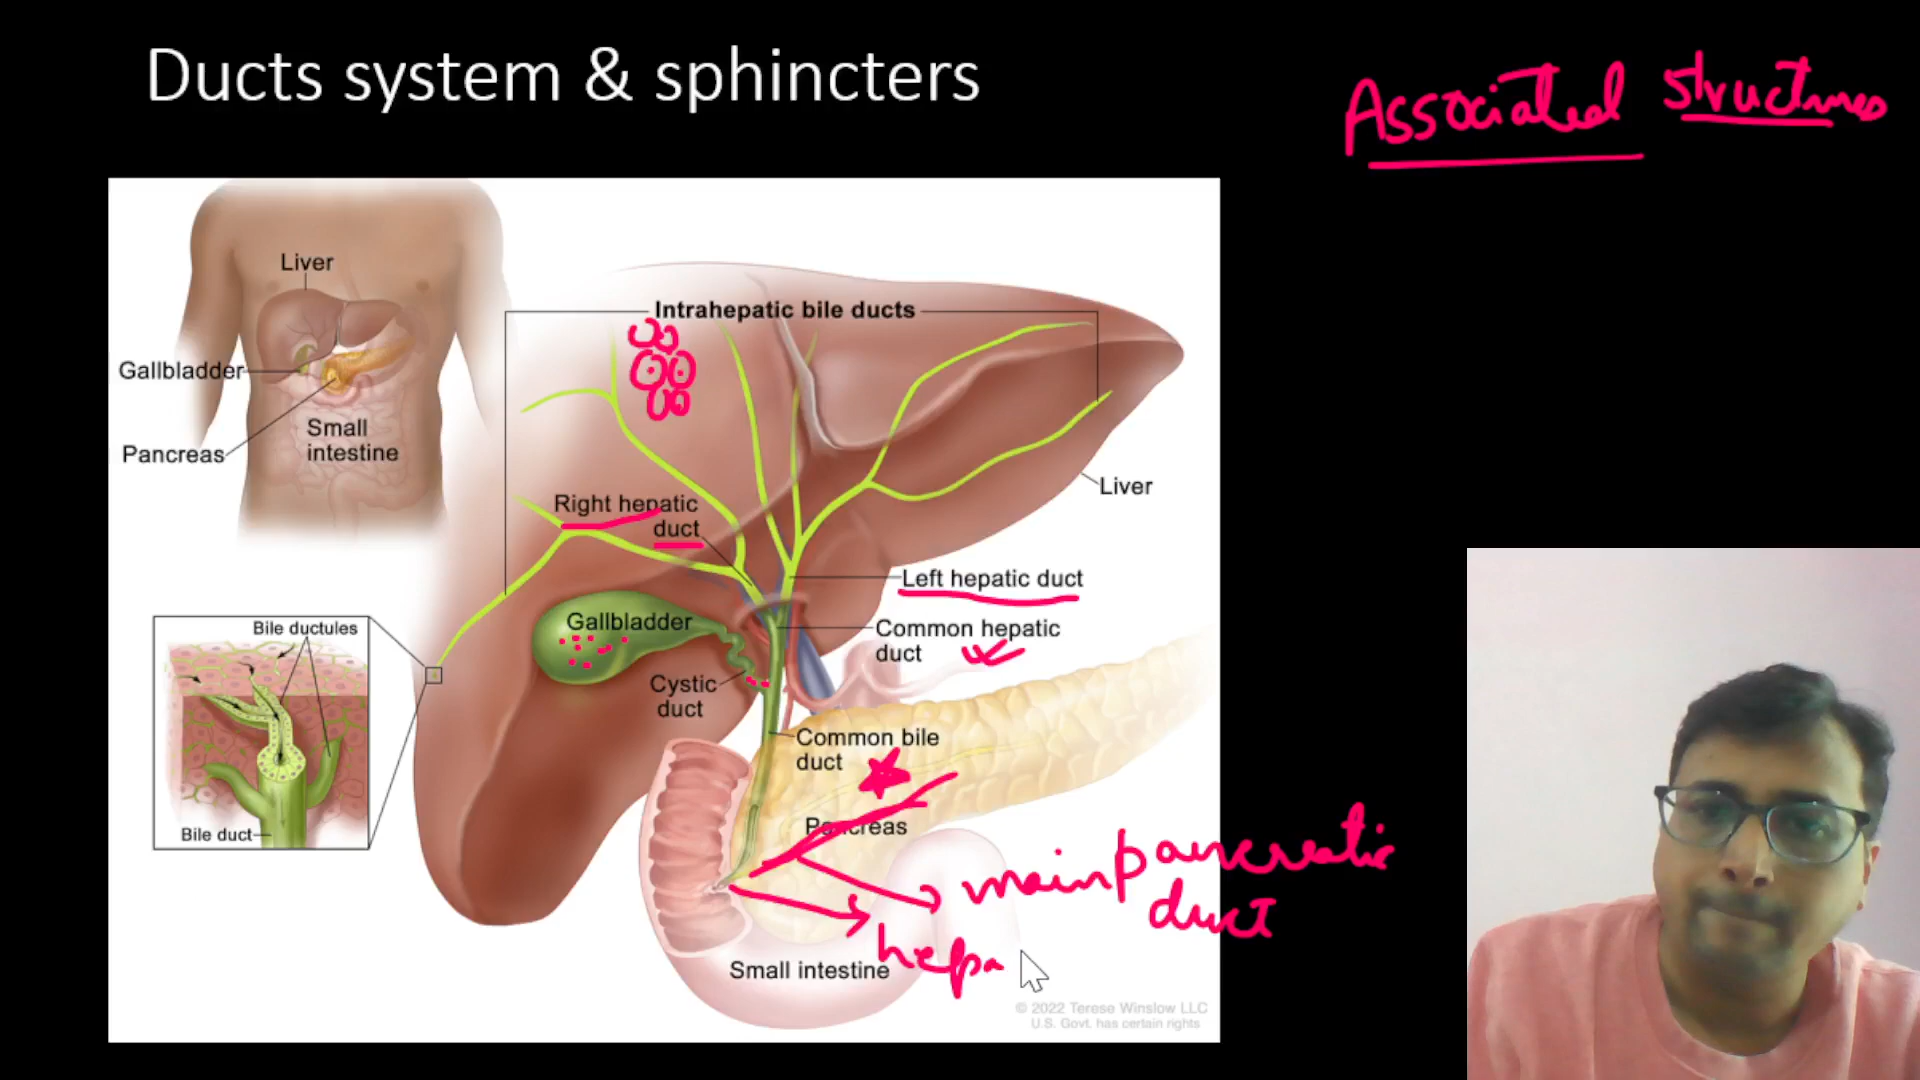 Ducts system & sphincters
Associated structures
Liver
Gallbladder
Pancreas
Small
intestine
Intrahepatic bile ducts
Right hepatic
duct
Liver
Left hepatic duct
Gallbladder
Common hepatic
duct
Cystic
duct
Bile ductules
Bile duct
Common bile
duct
Pancreas
main pancreatic
duct
hepa
Small intestine
© 2022 Terese Winslow LLC
U.S. Govt. has certain rights